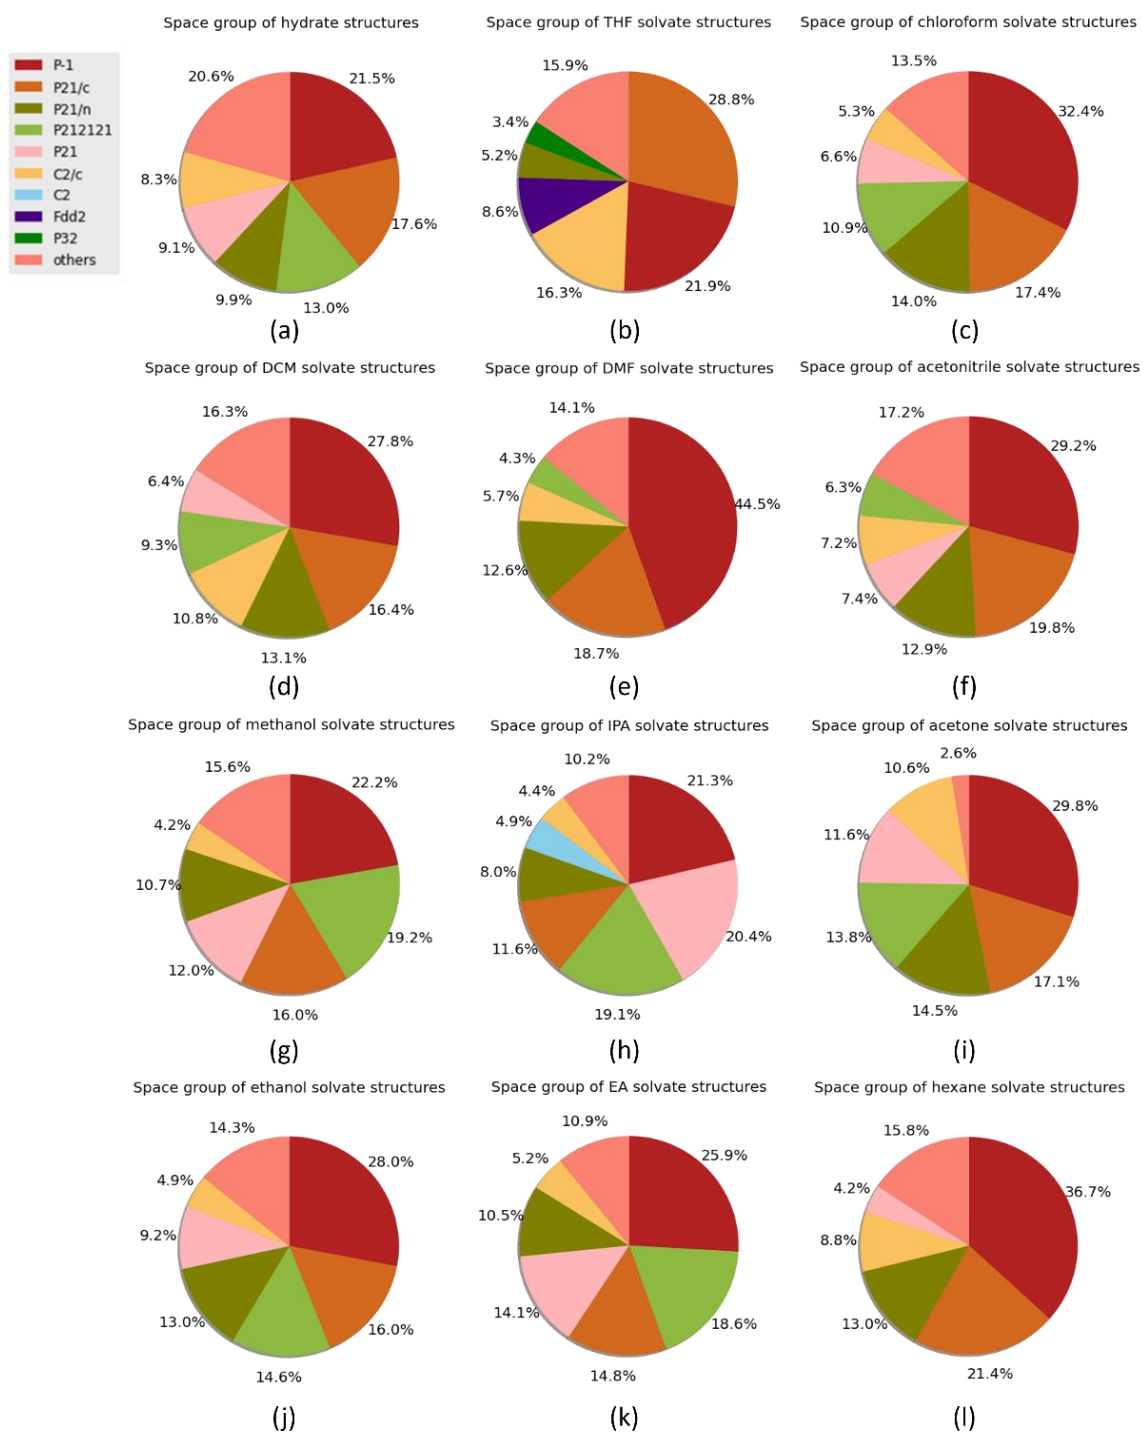 Space group of hydrate structures
Space group of THF solvate structures
Space group of chloroform solvate structures
P-1
P21/c
P21/n
P212121
P21
C2/c
C2
Fdd2
P32
others
20.6%
21.5%
8.3%
17.6%
9.1%
9.9%
13.0%
(a)
15.9%
28.8%
3.4%
5.2%
8.6%
16.3%
21.9%
(b)
13.5%
32.4%
5.3%
6.6%
10.9%
14.0%
17.4%
(c)
Space group of DCM solvate structures
Space group of DMF solvate structures
Space group of acetonitrile solvate structures
16.3%
27.8%
6.4%
9.3%
10.8%
16.4%
13.1%
(d)
14.1%
4.3%
5.7%
44.5%
12.6%
18.7%
(e)
17.2%
29.2%
6.3%
7.2%
7.4%
19.8%
12.9%
(f)
Space group of methanol solvate structures
Space group of IPA solvate structures
Space group of acetone solvate structures
15.6%
22.2%
4.2%
10.7%
19.2%
12.0%
16.0%
(g)
10.2%
21.3%
4.4%
4.9%
8.0%
20.4%
11.6%
19.1%
(h)
2.6%
10.6%
29.8%
11.6%
13.8%
17.1%
14.5%
(i)
Space group of ethanol solvate structures
Space group of EA solvate structures
Space group of hexane solvate structures
14.3%
28.0%
4.9%
9.2%
13.0%
16.0%
14.6%
(j)
10.9%
25.9%
5.2%
10.5%
14.1%
18.6%
14.8%
(k)
15.8%
36.7%
4.2%
8.8%
13.0%
21.4%
(l)